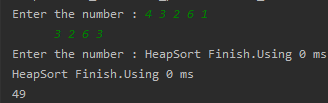 Enter the number : 4 3 2 6 1
3 2 6 3
Enter the number : HeapSort Finish.Using 0 ms
HeapSort Finish.Using 0 ms
49